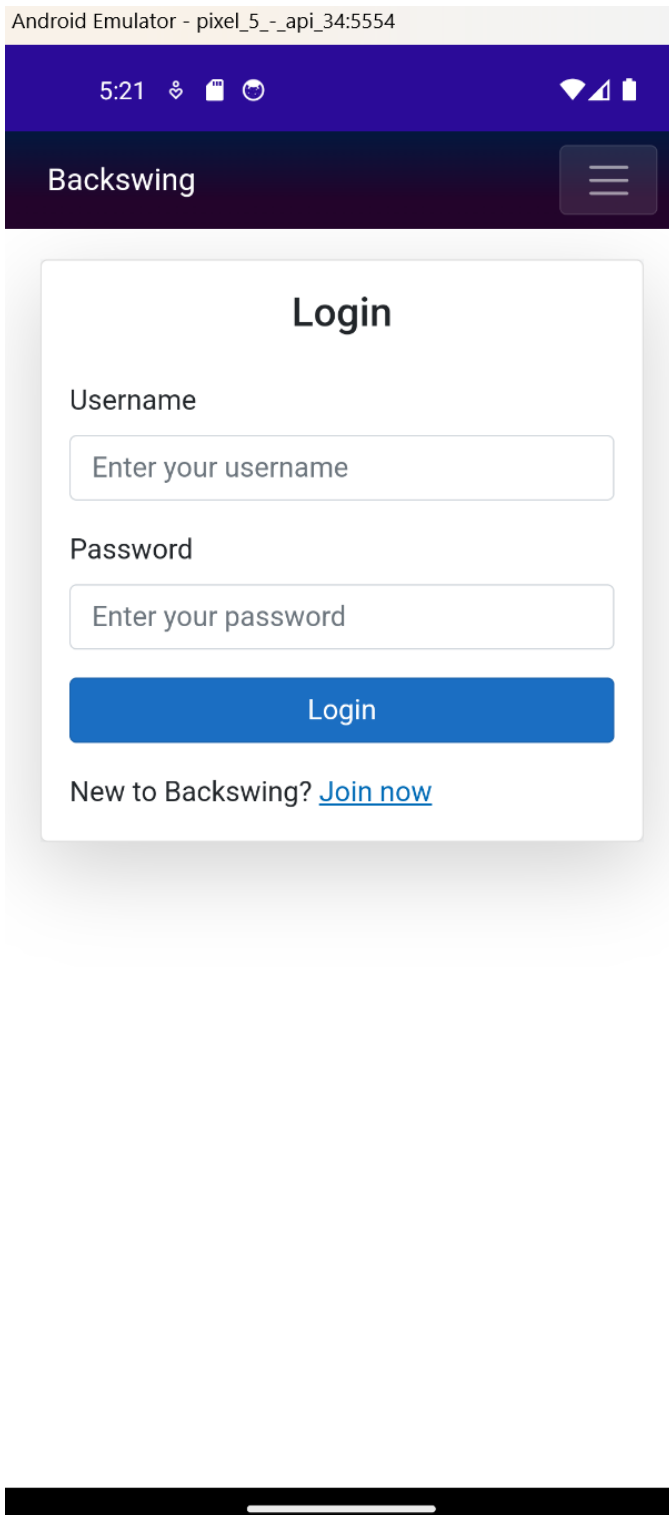 Android Emulator - pixel_5_-_api_34:5554
5:21
Backswing
Login
Username
Enter your username
Password
Enter your password
Login
New to Backswing? Join now